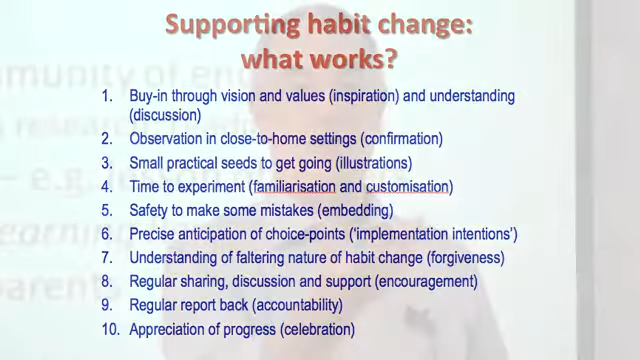 Supporting habit change:
what works?
1. Buy-in through vision and values (inspiration) and understanding
(discussion)
2. Observation in close-to-home settings (confirmation)
3. Small practical seeds to get going (illustrations)
4. Time to experiment (familiarisation and customisation)
5. Safety to make some mistakes (embedding)
6. Precise anticipation of choice-points (‘implementation intentions’)
7. Understanding of faltering nature of habit change (forgiveness)
8. Regular sharing, discussion and support (encouragement)
9. Regular report back (accountability)
10. Appreciation of progress (celebration)